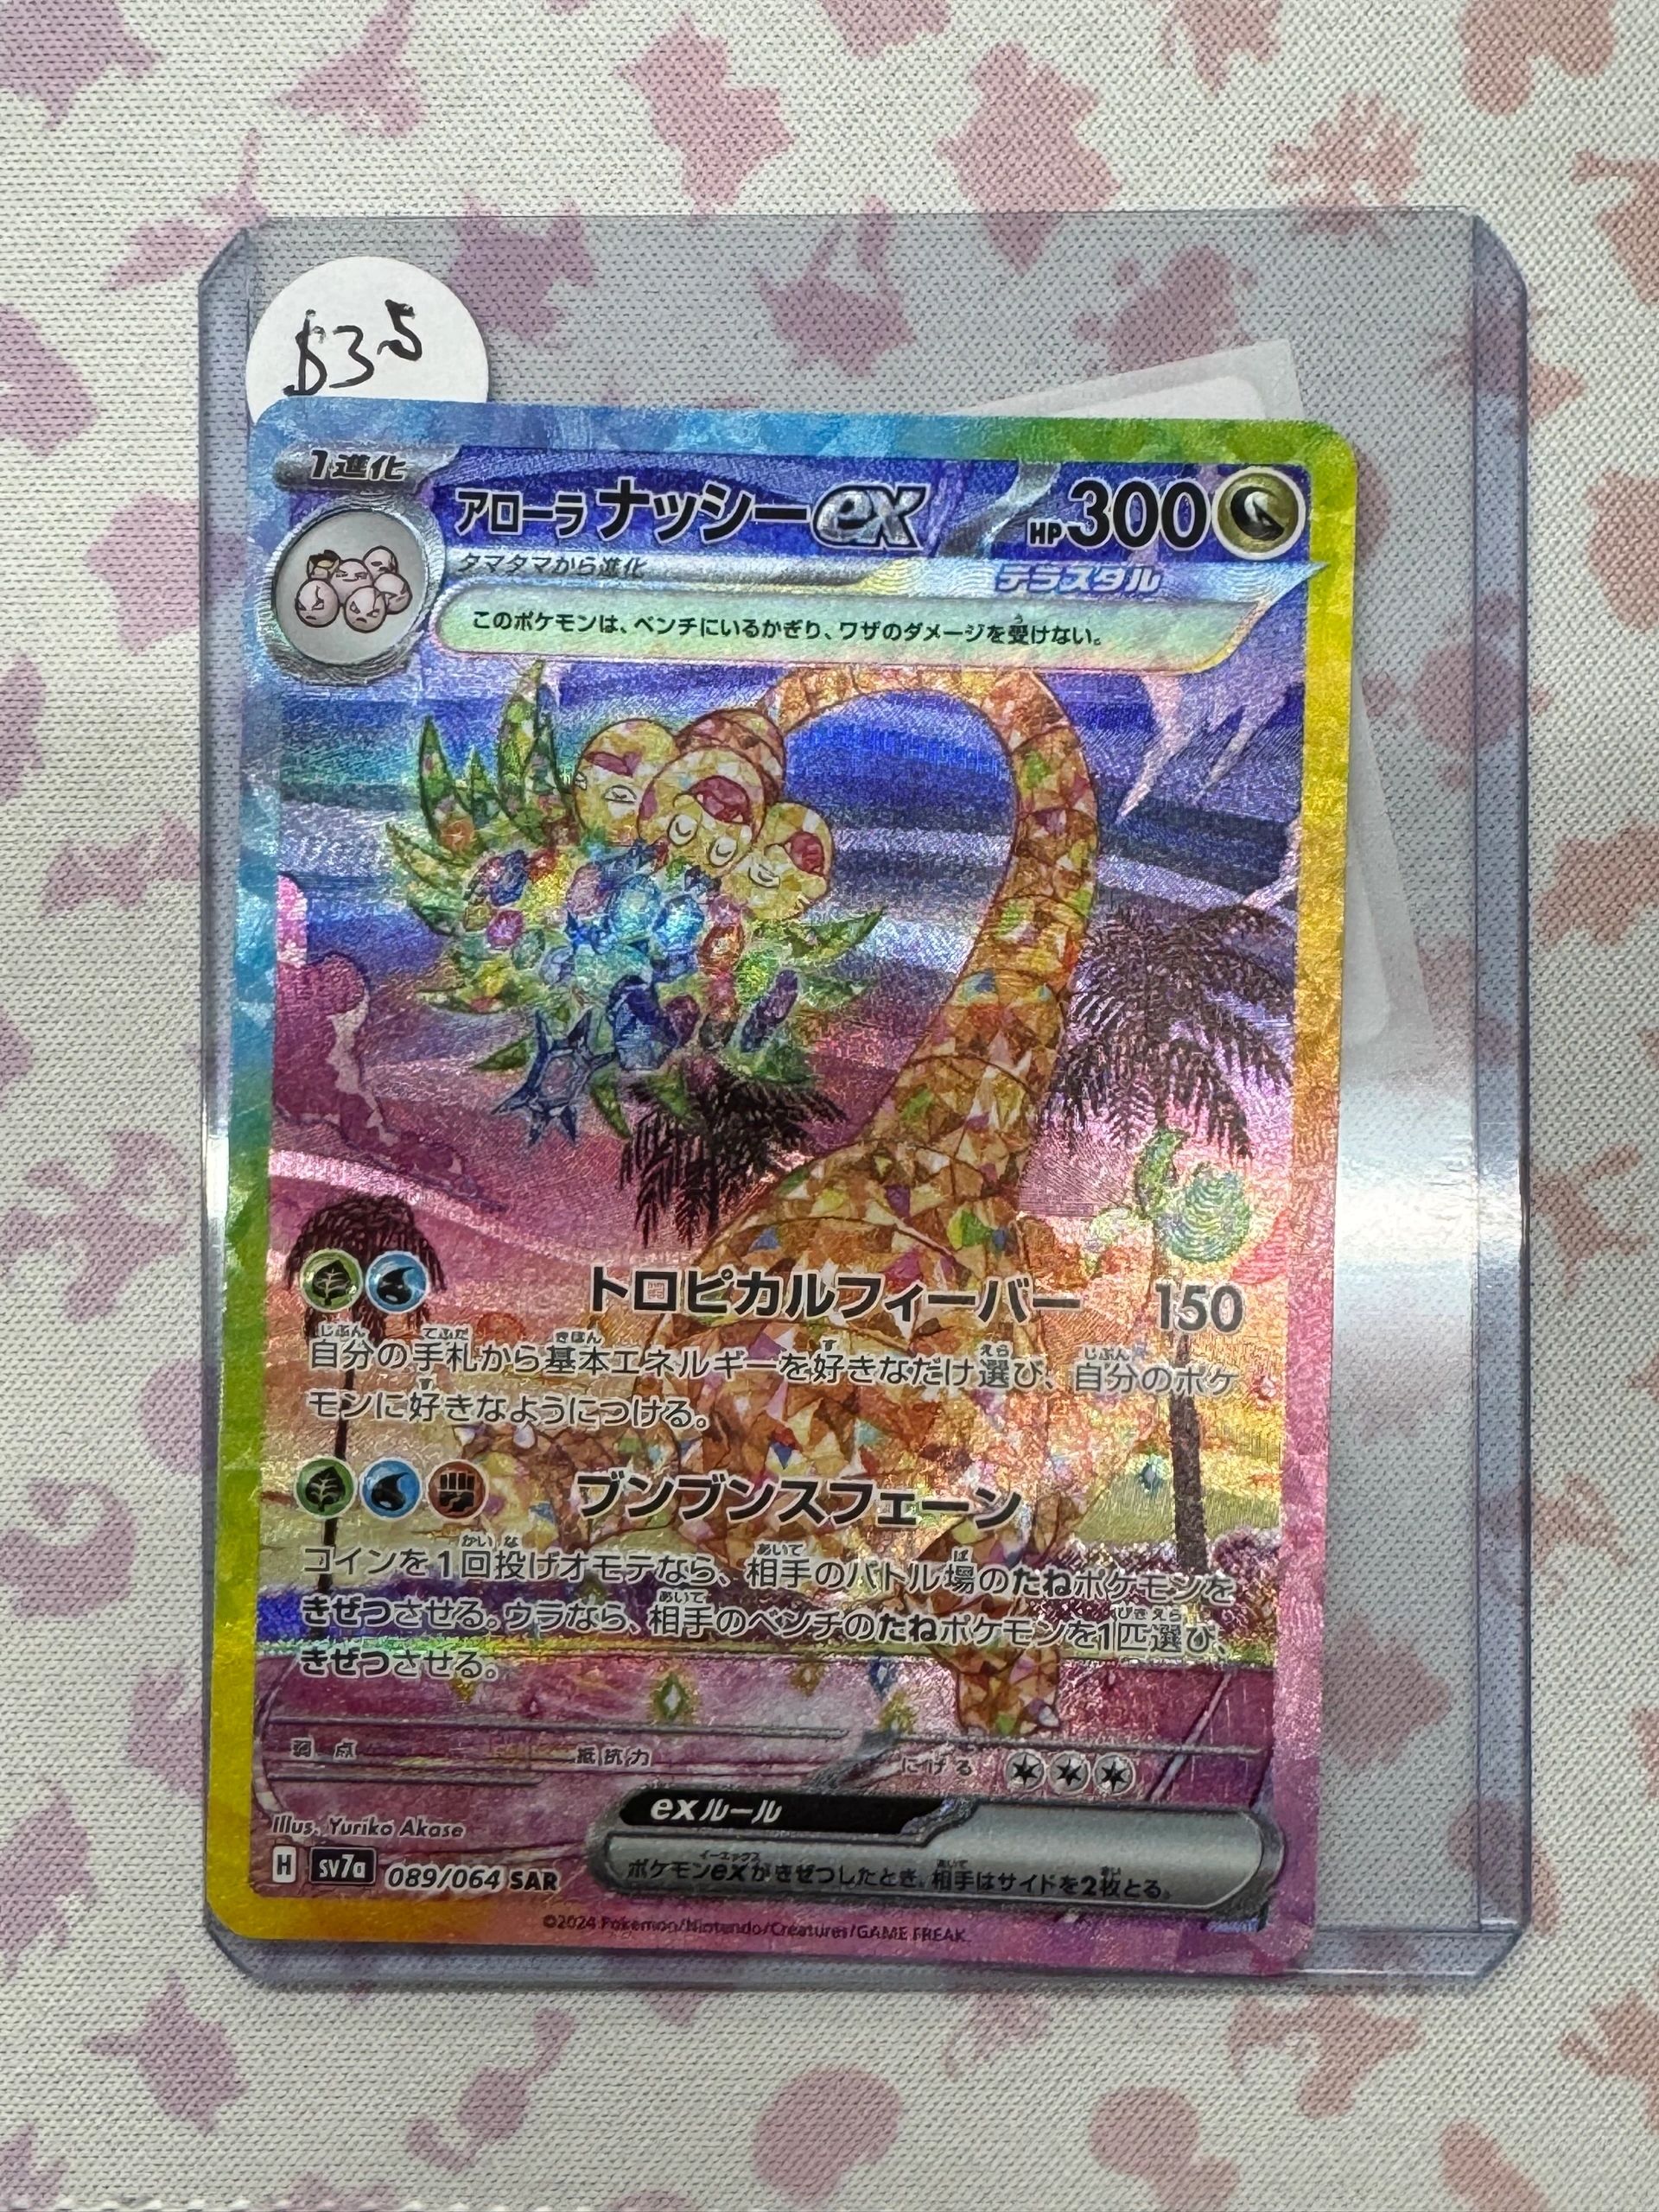 $35
1進化
アローラ ナッシーex
HP300
タマタマから進化
テラスタル
このポケモンは、ベンチにいるかぎり、ワザのダメージを受けない。
トロピカルフィーバー 150
自分の手札から基本エネルギーを好きなだけ選び、自分のポケ
モンに好きなようにつける。
ブンブンスフェーン
コインを1回投げオモテなら、相手のバトル場のたねポケモンを
きぜつさせる。ウラなら、相手のベンチのたねポケモンを1匹選び、
きぜつさせる。
弱点 抵抗力 にげる
exルール
ポケモンexがきぜつしたとき、相手はサイドを2枚とる。
Illus. Yuriko Akase
H sv7a 089/064 SAR
©2024 Pokémon/Nintendo/Creatures/GAME FREAK.